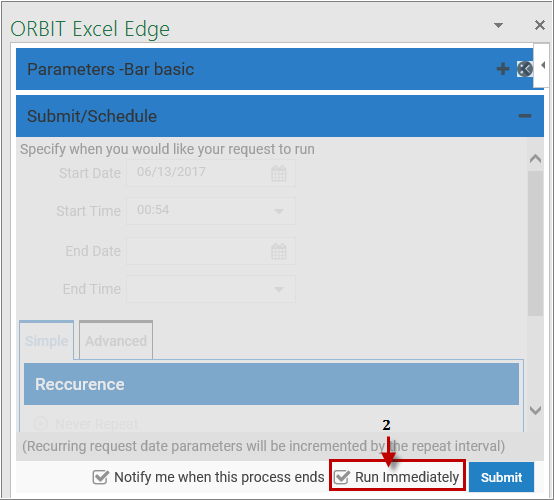 ORBIT Excel Edge
Parameters -Bar basic
Submit/Schedule
Specify when you would like your request to run
Start Date 06/13/2017
Start Time 00:54
End Date
End Time
Simple Advanced
Reccurence
Never Repeat
(Recurring request date parameters will be incremented by the repeat interval)
2
Notify me when this process ends Run Immediately Submit